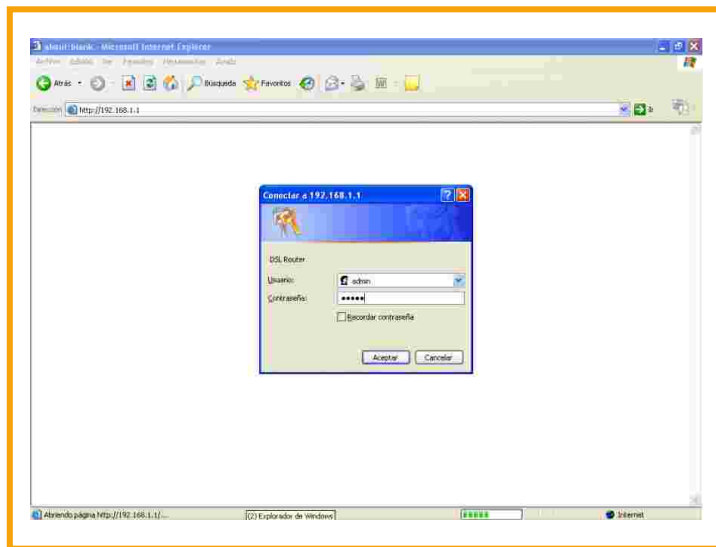 about:blank - Microsoft Internet Explorer
Archivo Edición Ver Favoritos Herramientas Ayuda
Atrás Búsqueda Favoritos
Dirección http://192.168.1.1 Ir
Conectar a 192.168.1.1
DSL Router
Usuario: admin
Contraseña: •••••
Recordar contraseña
Aceptar Cancelar
Abriendo página http://192.168.1.1/... (2) Explorador de Windows Internet